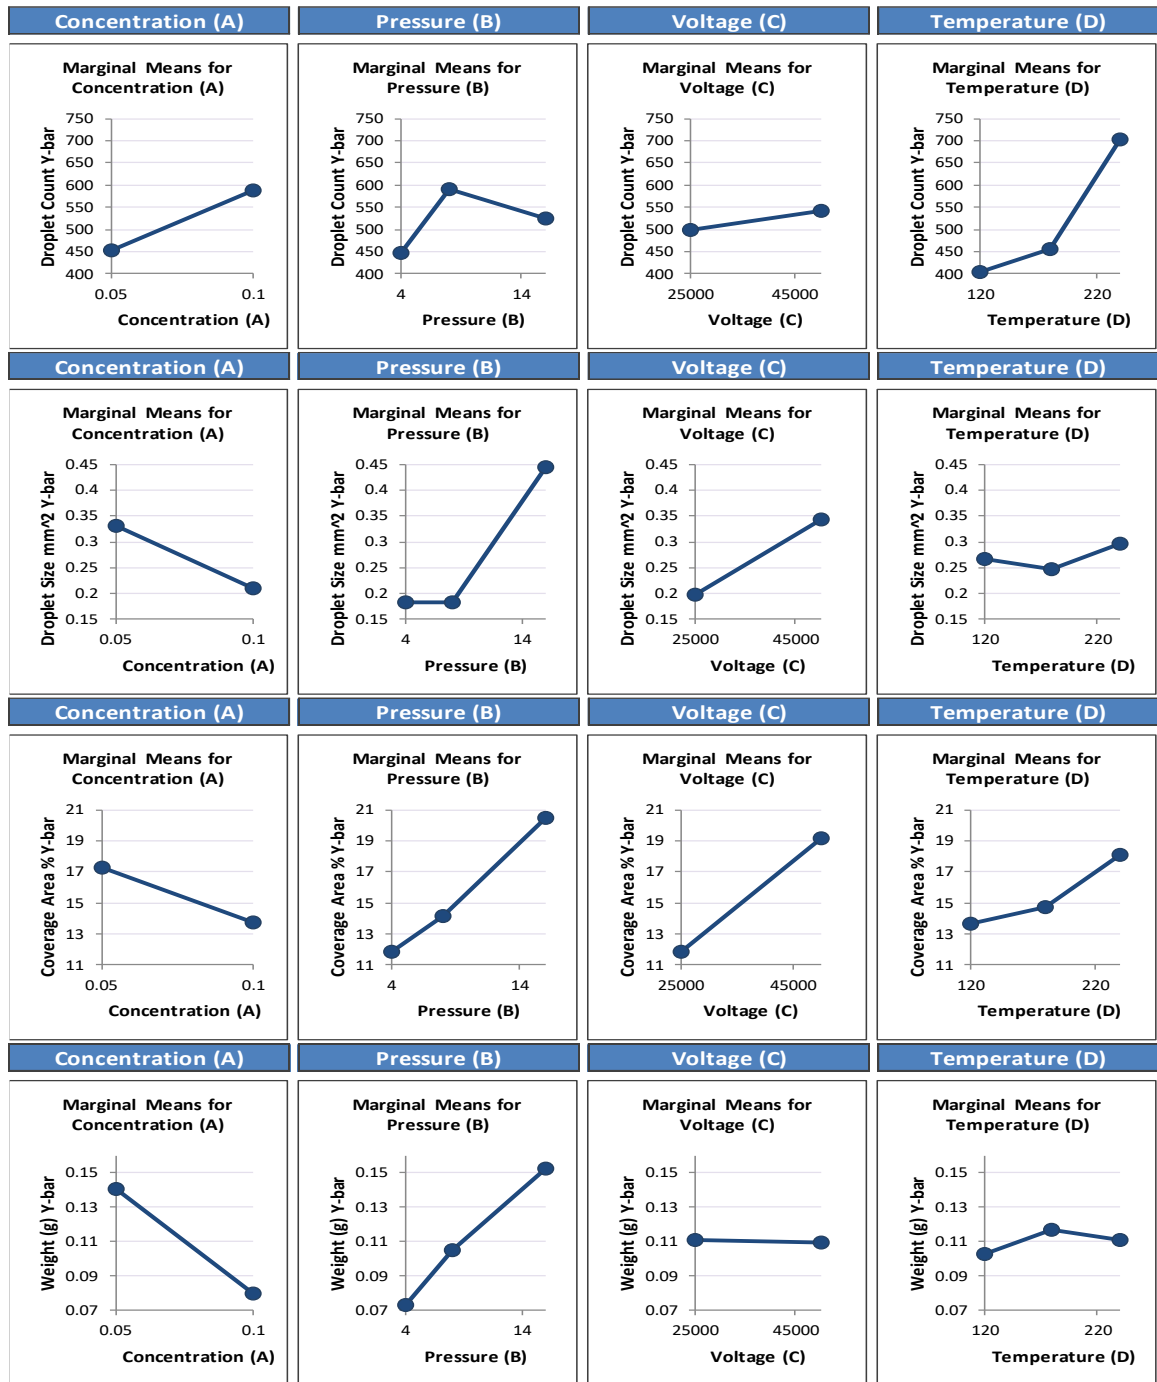 Concentration (A) Pressure (B) Voltage (C) Temperature (D)
Marginal Means for
Concentration (A)
Droplet Count Y-bar
750
700
650
600
550
500
450
400
0.05 0.1
Concentration (A)
Marginal Means for
Pressure (B)
Droplet Count Y-bar
750
700
650
600
550
500
450
400
4 14
Pressure (B)
Marginal Means for
Voltage (C)
Droplet Count Y-bar
750
700
650
600
550
500
450
400
25000 45000
Voltage (C)
Marginal Means for
Temperature (D)
Droplet Count Y-bar
750
700
650
600
550
500
450
400
120 220
Temperature (D)
Concentration (A) Pressure (B) Voltage (C) Temperature (D)
Marginal Means for
Concentration (A)
Droplet Size mm^2 Y-bar
0.45
0.4
0.35
0.3
0.25
0.2
0.15
0.05 0.1
Concentration (A)
Marginal Means for
Pressure (B)
Droplet Size mm^2 Y-bar
0.45
0.4
0.35
0.3
0.25
0.2
0.15
4 14
Pressure (B)
Marginal Means for
Voltage (C)
Droplet Size mm^2 Y-bar
0.45
0.4
0.35
0.3
0.25
0.2
0.15
25000 45000
Voltage (C)
Marginal Means for
Temperature (D)
Droplet Size mm^2 Y-bar
0.45
0.4
0.35
0.3
0.25
0.2
0.15
120 220
Temperature (D)
Concentration (A) Pressure (B) Voltage (C) Temperature (D)
Marginal Means for
Concentration (A)
Coverage Area % Y-bar
21
19
17
15
13
11
0.05 0.1
Concentration (A)
Marginal Means for
Pressure (B)
Coverage Area % Y-bar
21
19
17
15
13
11
4 14
Pressure (B)
Marginal Means for
Voltage (C)
Coverage Area % Y-bar
21
19
17
15
13
11
25000 45000
Voltage (C)
Marginal Means for
Temperature (D)
Coverage Area % Y-bar
21
19
17
15
13
11
120 220
Temperature (D)
Concentration (A) Pressure (B) Voltage (C) Temperature (D)
Marginal Means for
Concentration (A)
Weight (g) Y-bar
0.15
0.13
0.11
0.09
0.07
0.05 0.1
Concentration (A)
Marginal Means for
Pressure (B)
Weight (g) Y-bar
0.15
0.13
0.11
0.09
0.07
4 14
Pressure (B)
Marginal Means for
Voltage (C)
Weight (g) Y-bar
0.15
0.13
0.11
0.09
0.07
25000 45000
Voltage (C)
Marginal Means for
Temperature (D)
Weight (g) Y-bar
0.15
0.13
0.11
0.09
0.07
120 220
Temperature (D)